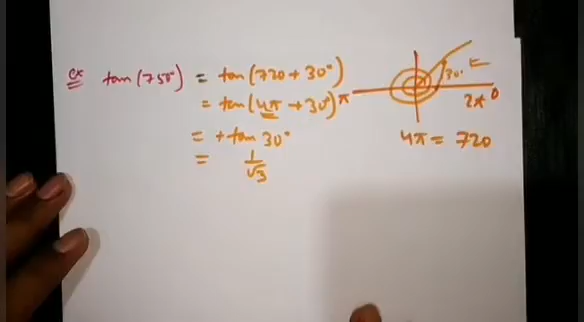 ex tan(750°) = tan(720+30°)
= tan(4π+30°)
= +tan 30°
= 1/√3
30°
π
2π 0
4π = 720